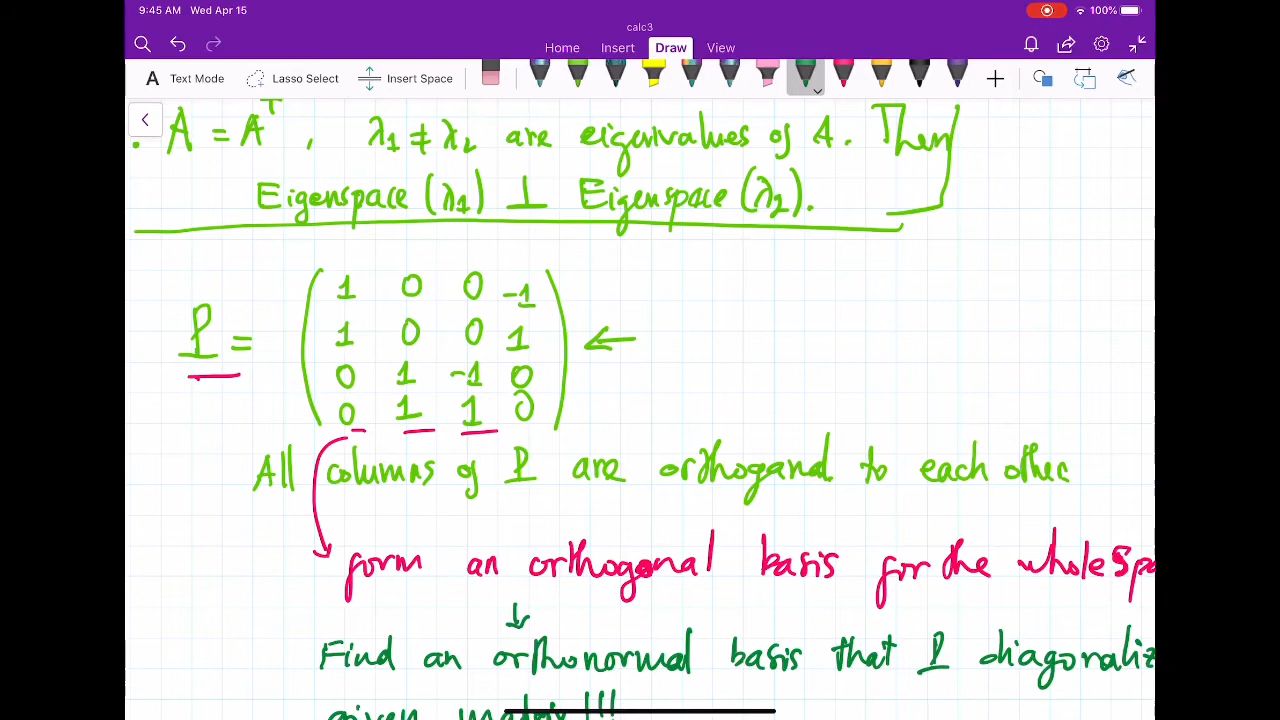 9:45 AM Wed Apr 15
100%
calc3
Home Insert Draw View
A Text Mode Lasso Select Insert Space
. A = Aᵀ , λ1 ≠ λ2 are eigenvalues of A. Then
Eigenspace (λ1) ⊥ Eigenspace (λ2).
1 0 0 -1
1 0 0 1
P =
0 1 -1 0
0 1 1 0
All columns of P are orthogonal to each other
form an orthogonal basis for the whole Spa
Find an orthonormal basis that P diagonaliz
given matrix!!!